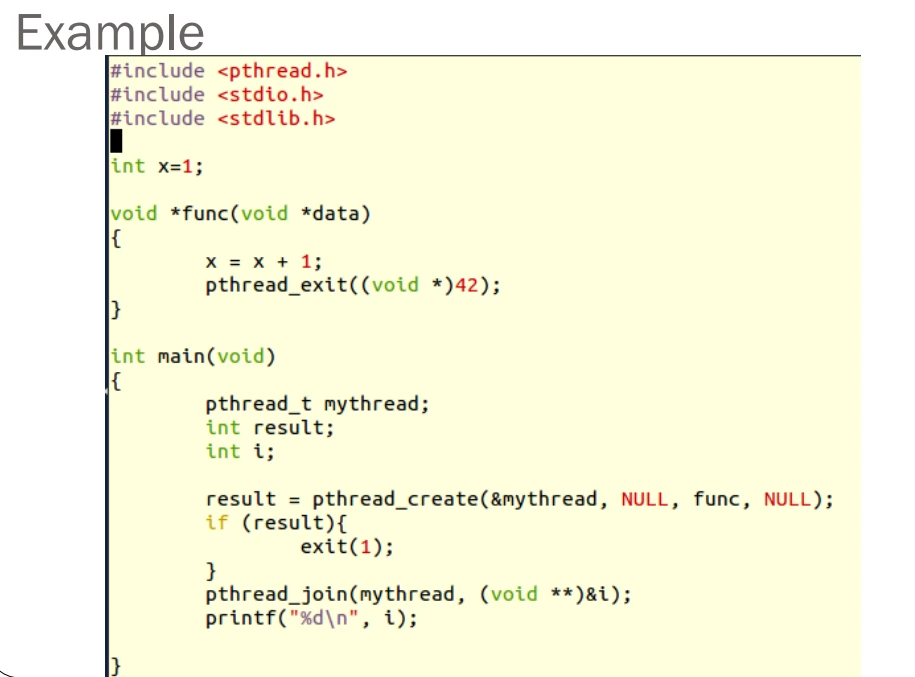 Example
#include <pthread.h>
#include <stdio.h>
#include <stdlib.h>
int x=1;
void *func(void *data)
{
x = x + 1;
pthread_exit((void *)42);
}
int main(void)
{
pthread_t mythread;
int result;
int i;
result = pthread_create(&mythread, NULL, func, NULL);
if (result){
exit(1);
}
pthread_join(mythread, (void **)&i);
printf("%d\n", i);
}